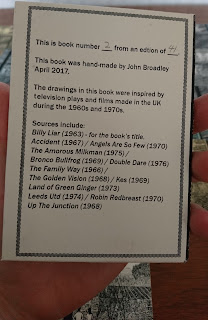 This is book number 2 from an edtion of 41
This book was hand-made by John Broadley
April 2017.
The drawings in this book were inspired by
television plays and films made in the UK
during the 1960s and 1970s.
Sources include:
Billy Liar (1963) - for the book's title.
Accident (1967) / Angels Are So Few (1970)
The Amorous Milkman (1975) /
Bronco Bullfrog (1969) / Double Dare (1976)
The Family Way (1966) /
The Golden Vision (1968) / Kes (1969)
Land of Green Ginger (1973)
Leeds Utd (1974) / Robin Redbreast (1970)
Up The Junction (1968)